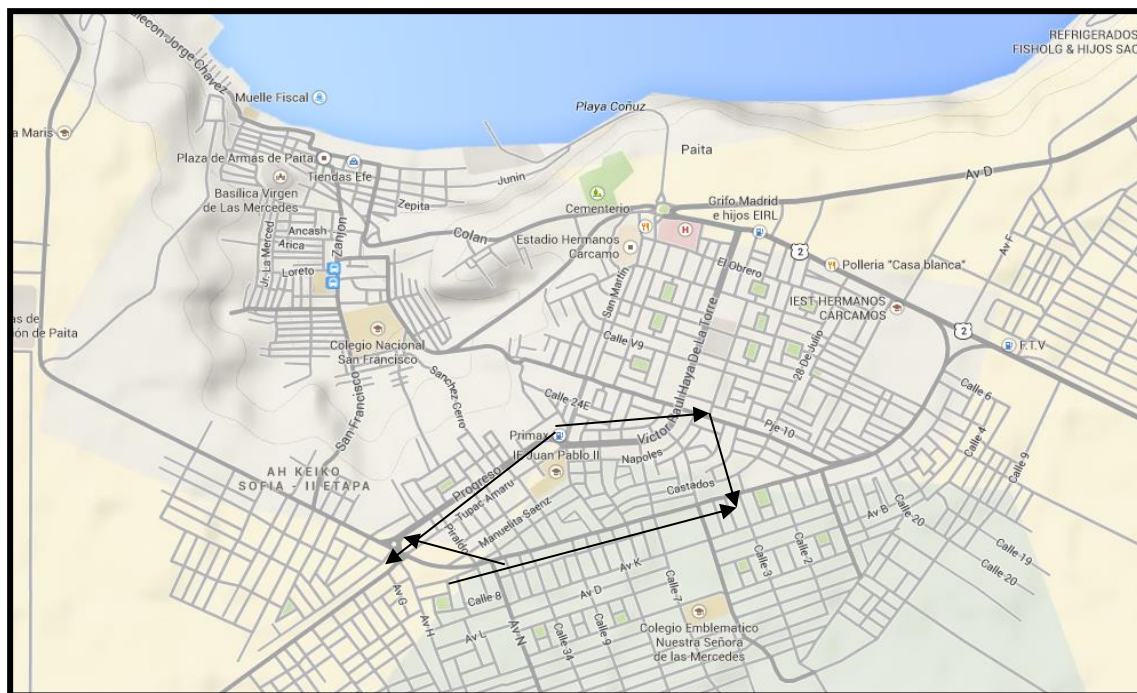 REFRIGERADOS
FISHOLG & HIJOS SAC
Malecon Jorge Chavez
Muelle Fiscal
Playa Coñuz
a Maris
Plaza de Armas de Paita
Paita
Tiendas Efe
Junin
Av D
Basílica Virgen
de Las Mercedes
Zepita
Cementerio
Grifo Madrid
e hijos EIRL
Ancash
Arica
Zanjon
Colan
Estadio Hermanos
Carcamo
H
2
Av F
Jr. La Merced
Loreto
El Obrero
Polleria "Casa blanca"
San Martin
IEST HERMANOS
CARCAMOS
as de
ón de Paita
Colegio Nacional
San Francisco
Calle V9
2
F.T.V
28 De Julio
Sanchez Cerro
Calle 24E
Calle 6
San Francisco
Victor Raul Haya De La Torre
Pje 10
Primax
Calle 4
IE Juan Pablo II
Napoles
Calle 9
AH KEIKO
SOFIA - II ETAPA
Progreso
Castados
Tupac Amaru
Manuelita Saenz
Piraldo
Av B
Calle 20
Calle 19
Calle 20
Av K
Calle 2
Calle 3
Av G
Calle 8
Av D
Calle 7
Av H
Av L
Av N
Calle 34
Calle 9
Colegio Emblematico
Nuestra Señora
de las Mercedes